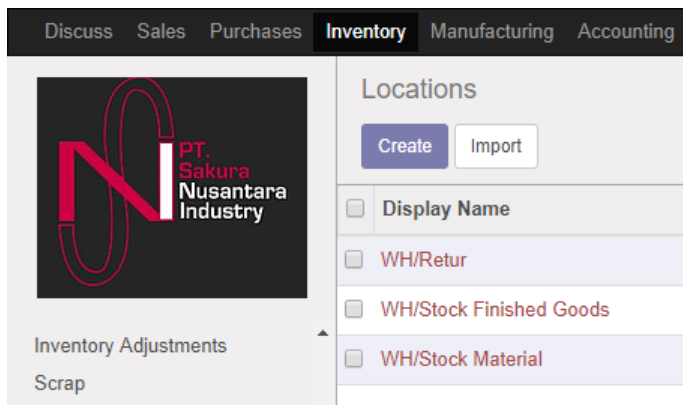 Discuss Sales Purchases Inventory Manufacturing Accounting
PT.
Sakura
Nusantara
Industry
Inventory Adjustments
Scrap
Locations
Create Import
Display Name
WH/Retur
WH/Stock Finished Goods
WH/Stock Material